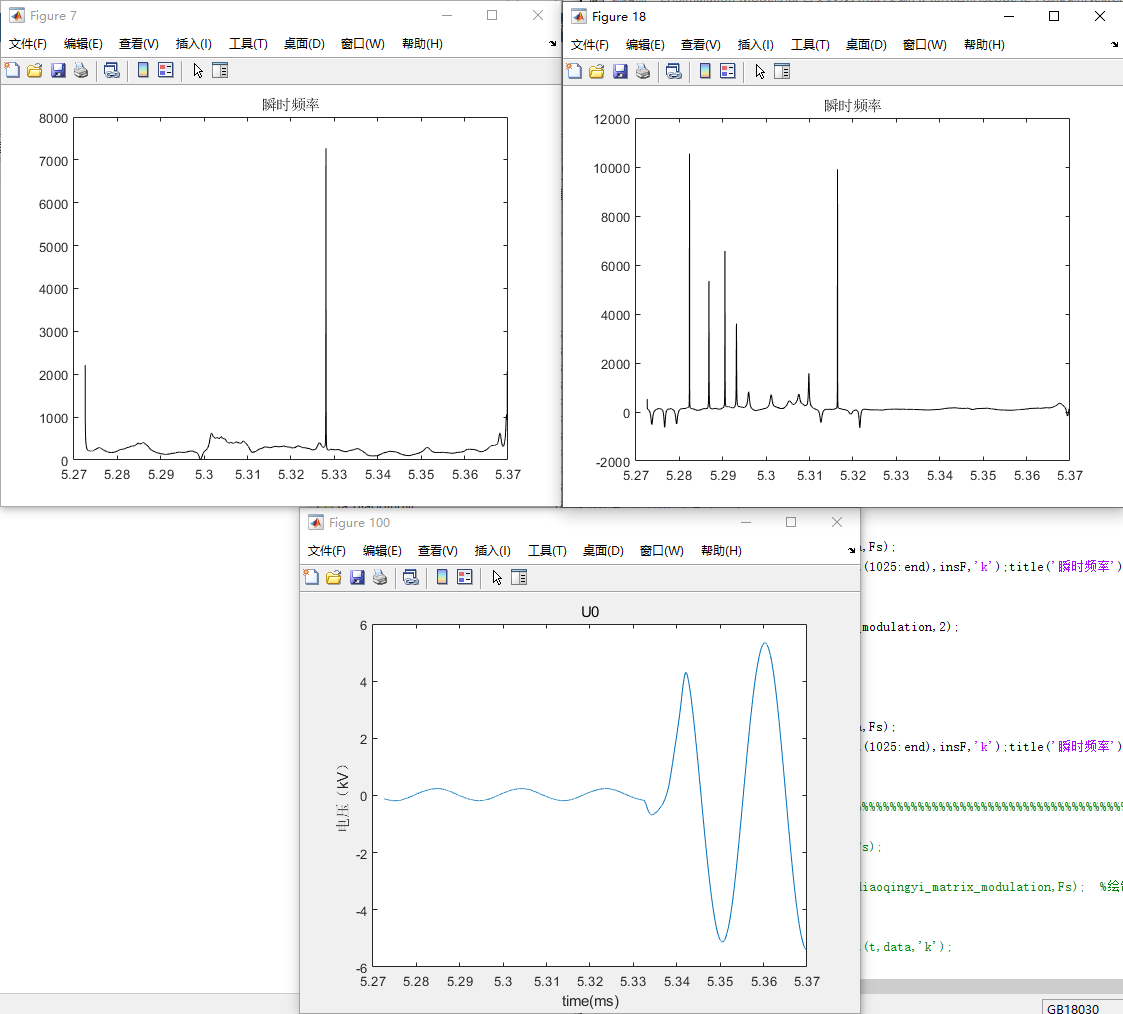 Figure 7
文件(F) 编辑(E) 查看(V) 插入(I) 工具(T) 桌面(D) 窗口(W) 帮助(H)
瞬时频率
8000
7000
6000
5000
4000
3000
2000
1000
0
5.27 5.28 5.29 5.3 5.31 5.32 5.33 5.34 5.35 5.36 5.37
Figure 18
文件(F) 编辑(E) 查看(V) 插入(I) 工具(T) 桌面(D) 窗口(W) 帮助(H)
瞬时频率
12000
10000
8000
6000
4000
2000
0
-2000
5.27 5.28 5.29 5.3 5.31 5.32 5.33 5.34 5.35 5.36 5.37
Figure 100
文件(F) 编辑(E) 查看(V) 插入(I) 工具(T) 桌面(D) 窗口(W) 帮助(H)
U0
电压（kV）
6
4
2
0
-2
-4
-6
5.27 5.28 5.29 5.3 5.31 5.32 5.33 5.34 5.35 5.36 5.37
time(ms)
,Fs);
(1025:end),insF,'k');title('瞬时频率')
modulation,2);
,Fs);
(1025:end),insF,'k');title('瞬时频率')
%%%%%%%%%%%%%%%%%%%%%%%%%%%%%%%%%%%%%
s);
iaoqingyi_matrix_modulation,Fs); %绘
(t,data,'k');
GB18030